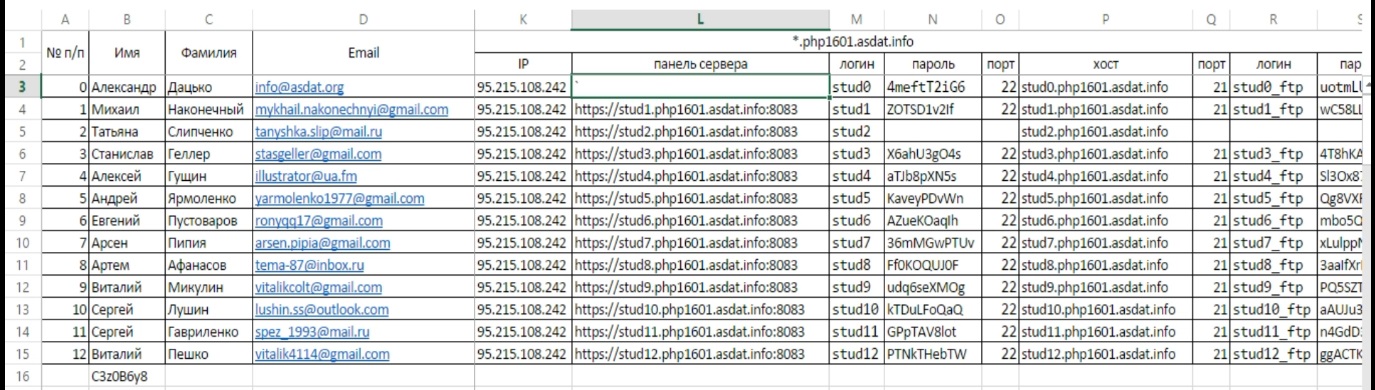 A B C D K L M N O P Q R S
1 № п/п Имя Фамилия Email *.php1601.asdat.info
2 IP панель сервера логин пароль порт хост порт логин пар
3 0 Александр Дацько info@asdat.org 95.215.108.242 ` stud0 4meftT2iG6 22 stud0.php1601.asdat.info 21 stud0_ftp
4 1 Михаил Наконечный mykhail.nakonechnyi@gmail.com 95.215.108.242 https://stud1.php1601.asdat.info:8083 stud1 ZOTSD1v2If 22 stud1.php1601.asdat.info 21 stud1_ftp
5 2 Татьяна Слипченко tanyshka.slip@mail.ru 95.215.108.242 https://stud2.php1601.asdat.info:8083 stud2 stud2.php1601.asdat.info
6 3 Станислав Геллер stasgeller@gmail.com 95.215.108.242 https://stud3.php1601.asdat.info:8083 stud3 X6ahU3gO4s 22 stud3.php1601.asdat.info 21 stud3_ftp
7 4 Алексей Гущин illustrator@ua.fm 95.215.108.242 https://stud4.php1601.asdat.info:8083 stud4 aTJb8pXN5s 22 stud4.php1601.asdat.info 21 stud4_ftp
8 5 Андрей Ярмоленко yarmolenko1977@gmail.com 95.215.108.242 https://stud5.php1601.asdat.info:8083 stud5 KaveyPDvWn 22 stud5.php1601.asdat.info 21 stud5_ftp
9 6 Евгений Пустоваров ronyqq17@gmail.com 95.215.108.242 https://stud6.php1601.asdat.info:8083 stud6 AZueKOaqlh 22 stud6.php1601.asdat.info 21 stud6_ftp
10 7 Арсен Пипия arsen.pipia@gmail.com 95.215.108.242 https://stud7.php1601.asdat.info:8083 stud7 36mMGwPTUv 22 stud7.php1601.asdat.info 21 stud7_ftp
11 8 Артем Афанасов tema-87@inbox.ru 95.215.108.242 https://stud8.php1601.asdat.info:8083 stud8 Ff0KOQUJ0F 22 stud8.php1601.asdat.info 21 stud8_ftp
12 9 Виталий Микулин vitalikcolt@gmail.com 95.215.108.242 https://stud9.php1601.asdat.info:8083 stud9 udq6seXMOg 22 stud9.php1601.asdat.info 21 stud9_ftp
13 10 Сергей Лушин lushin.ss@outlook.com 95.215.108.242 https://stud10.php1601.asdat.info:8083 stud10 kTDuLFoQaQ 22 stud10.php1601.asdat.info 21 stud10_ftp
14 11 Сергей Гавриленко spez_1993@mail.ru 95.215.108.242 https://stud11.php1601.asdat.info:8083 stud11 GPpTAV8lot 22 stud11.php1601.asdat.info 21 stud11_ftp
15 12 Виталий Пешко vitalik4114@gmail.com 95.215.108.242 https://stud12.php1601.asdat.info:8083 stud12 PTNkTHebTW 22 stud12.php1601.asdat.info 21 stud12_ftp
16 C3z0B6y8